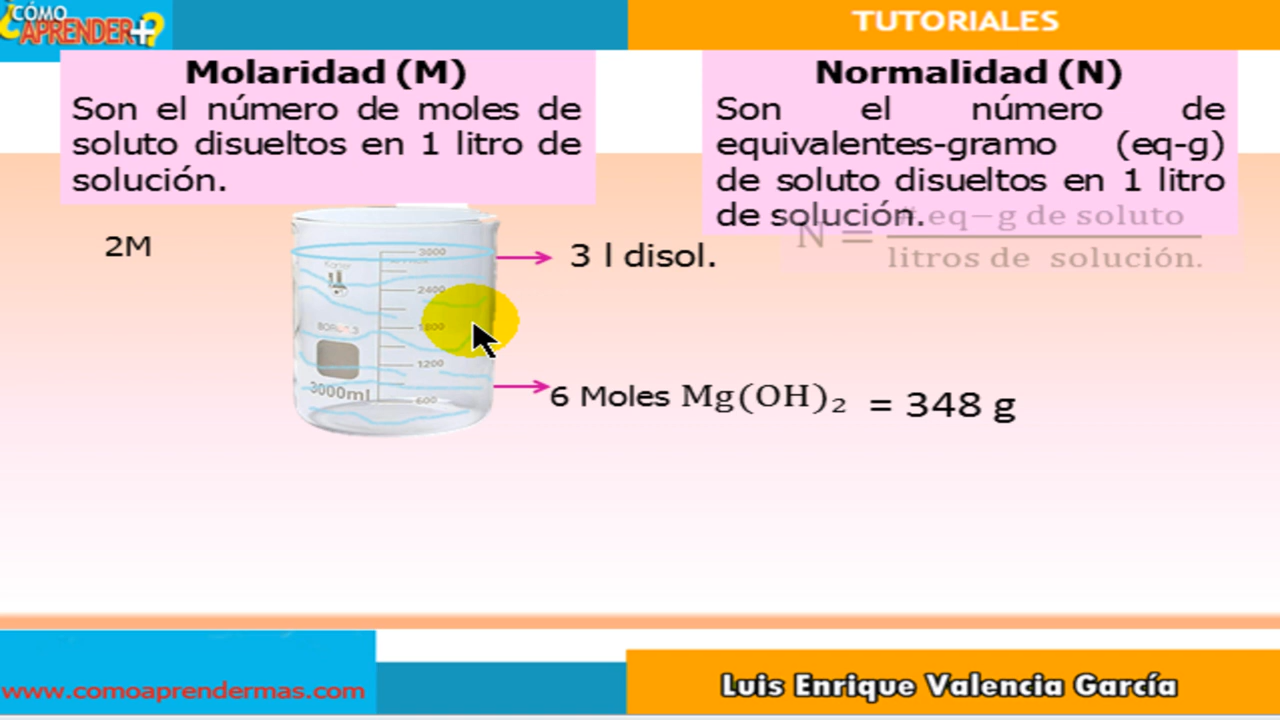 ¿CÓMO
APRENDER+?
TUTORIALES
Molaridad (M)
Son el número de moles de
soluto disueltos en 1 litro de
solución.
Normalidad (N)
Son el número de
equivalentes-gramo (eq-g)
de soluto disueltos en 1 litro
de solución.
N = eq−g de soluto
litros de solución.
2M
3 l disol.
3000
2400
1800
1200
600
3000ml
6 Moles Mg(OH)₂ = 348 g
www.comoaprendermas.com
Luis Enrique Valencia García